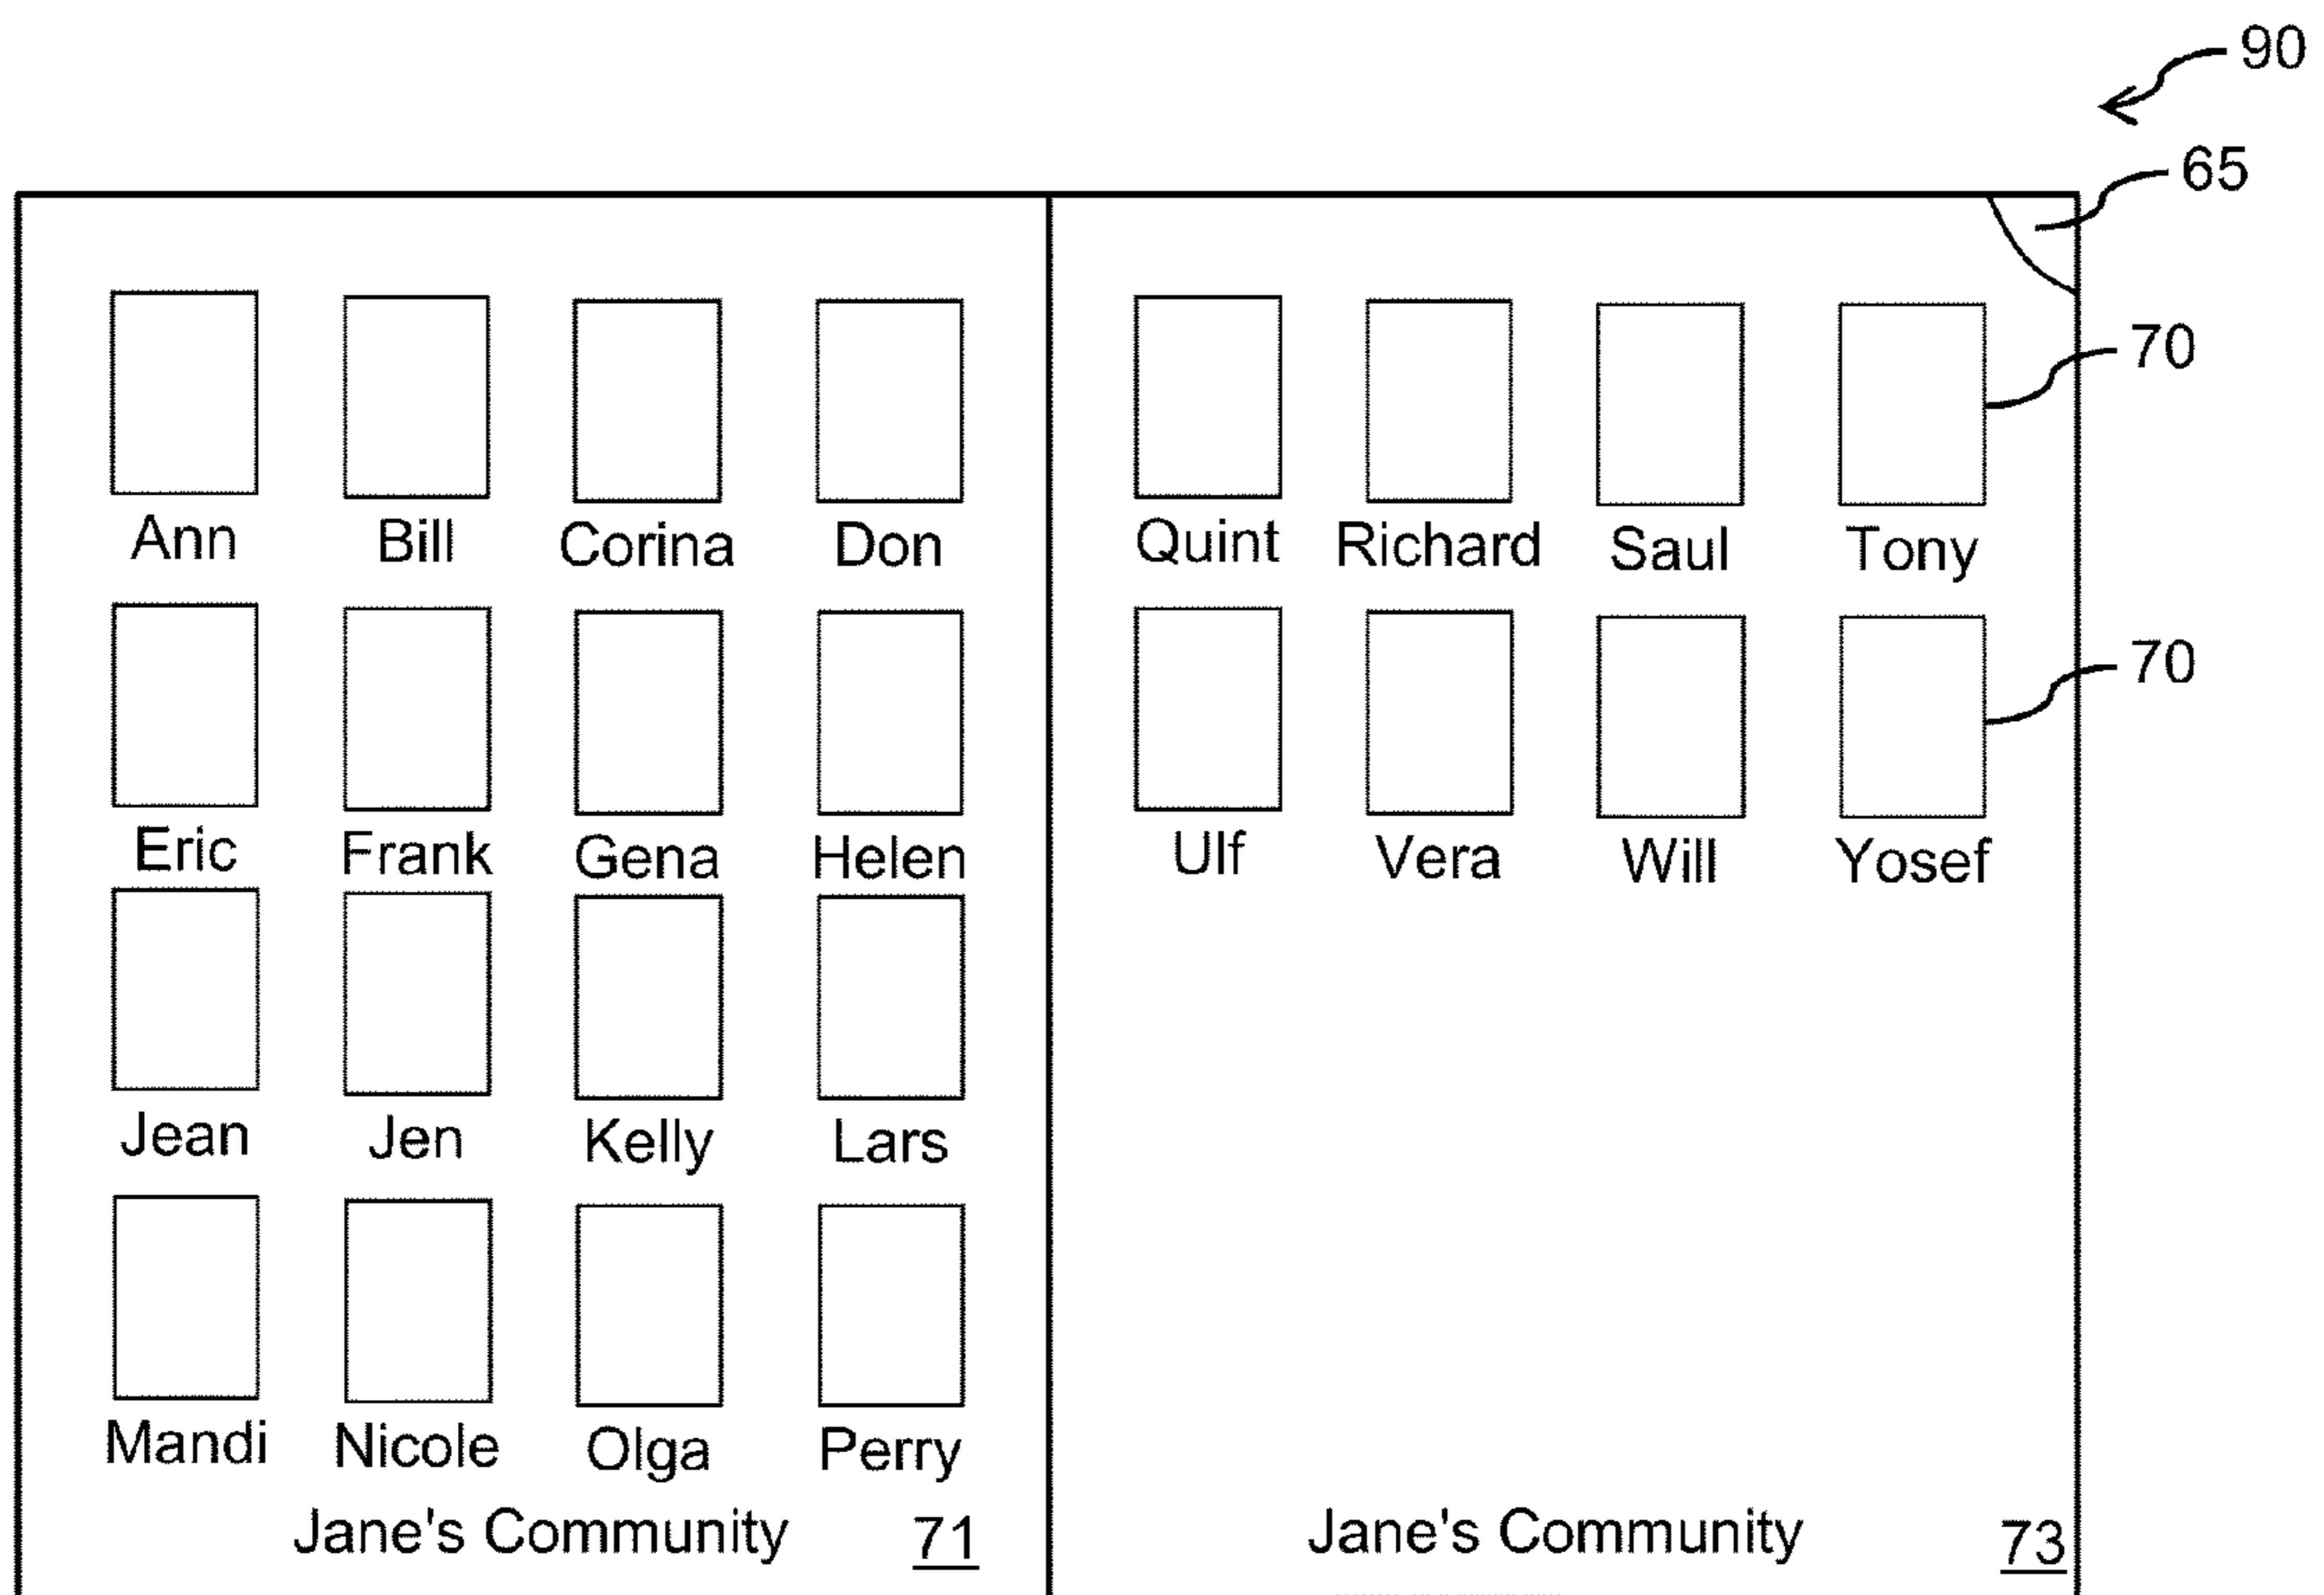 90
65
Ann Bill Corina Don
Eric Frank Gena Helen
Jean Jen Kelly Lars
Mandi Nicole Olga Perry
Jane's Community 71
Quint Richard Saul Tony
70
Ulf Vera Will Yosef
70
Jane's Community 73